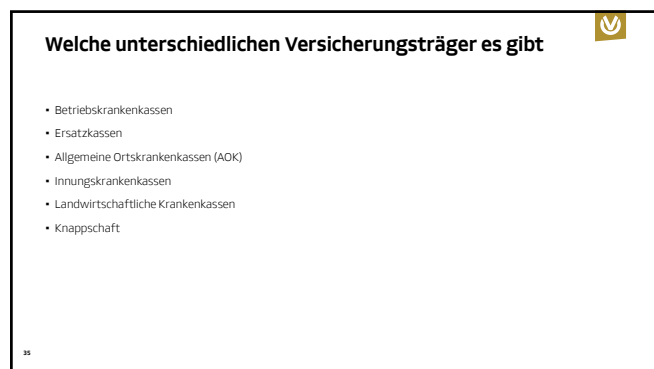 Welche unterschiedlichen Versicherungsträger es gibt
▪ Betriebskrankenkassen
▪ Ersatzkassen
▪ Allgemeine Ortskrankenkassen (AOK)
▪ Innungskrankenkassen
▪ Landwirtschaftliche Krankenkassen
▪ Knappschaft
35